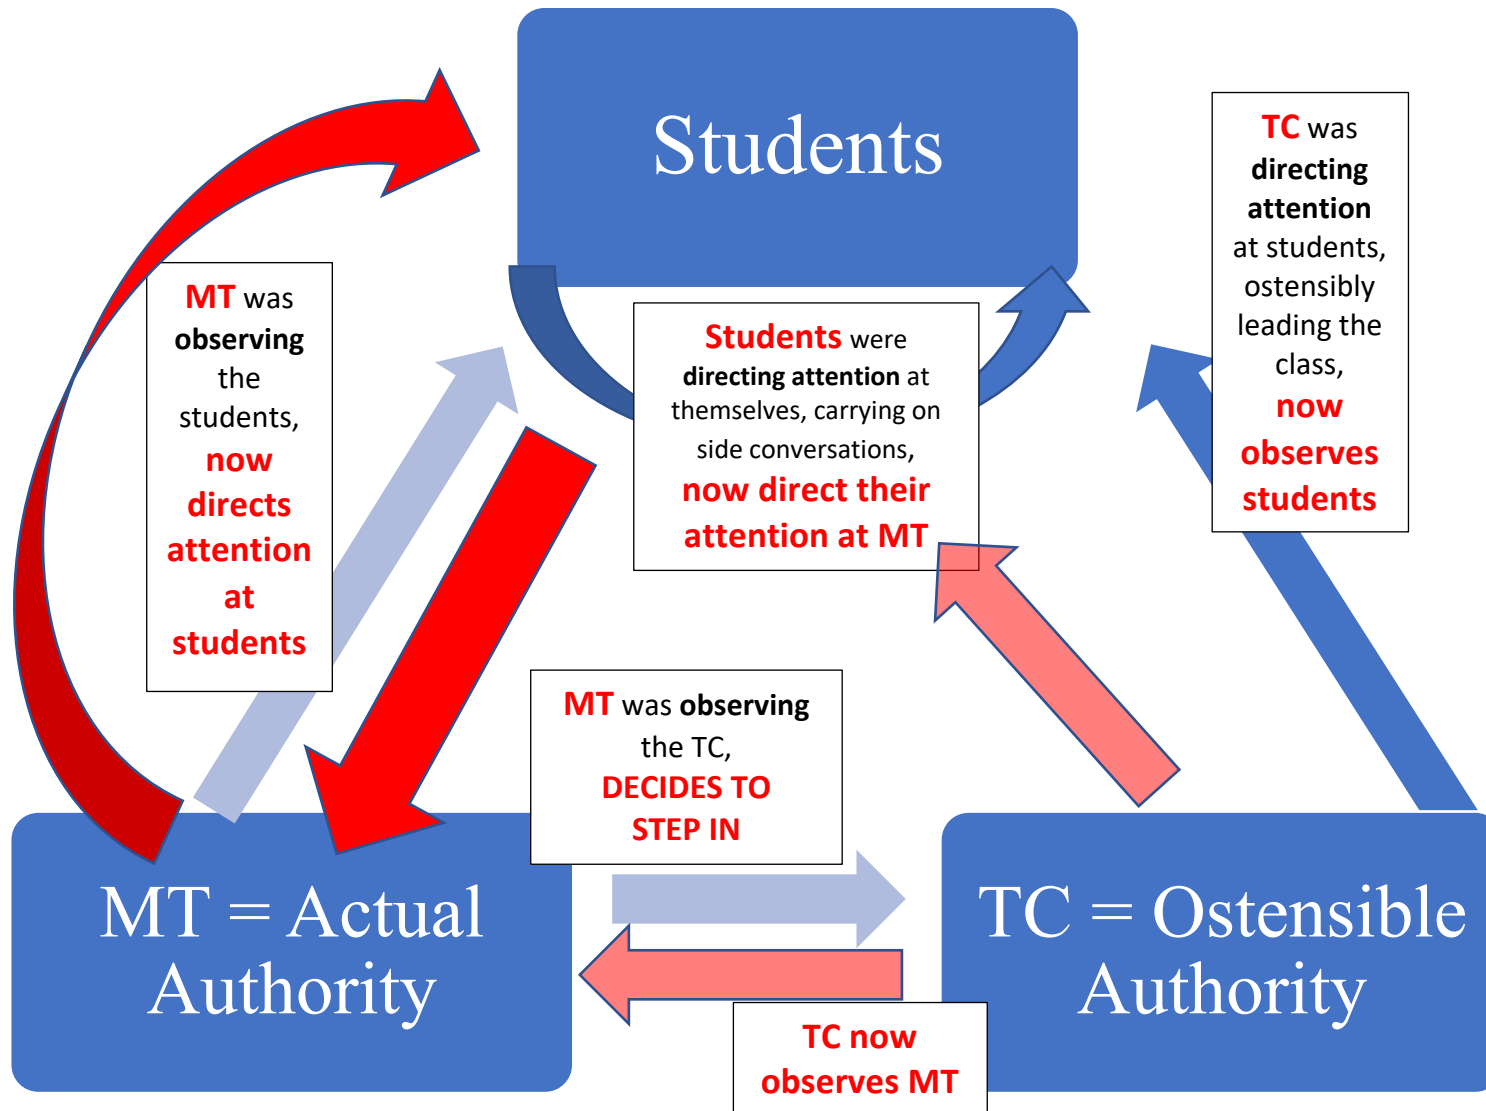 Students
TC was
directing
attention
at students,
ostensibly
leading the
class,
now
observes
students
MT was
observing
the
students,
now
directs
attention
at
students
Students were
directing attention at
themselves, carrying on
side conversations,
now direct their
attention at MT
MT was observing
the TC,
DECIDES TO
STEP IN
MT = Actual
Authority
TC = Ostensible
Authority
TC now
observes MT